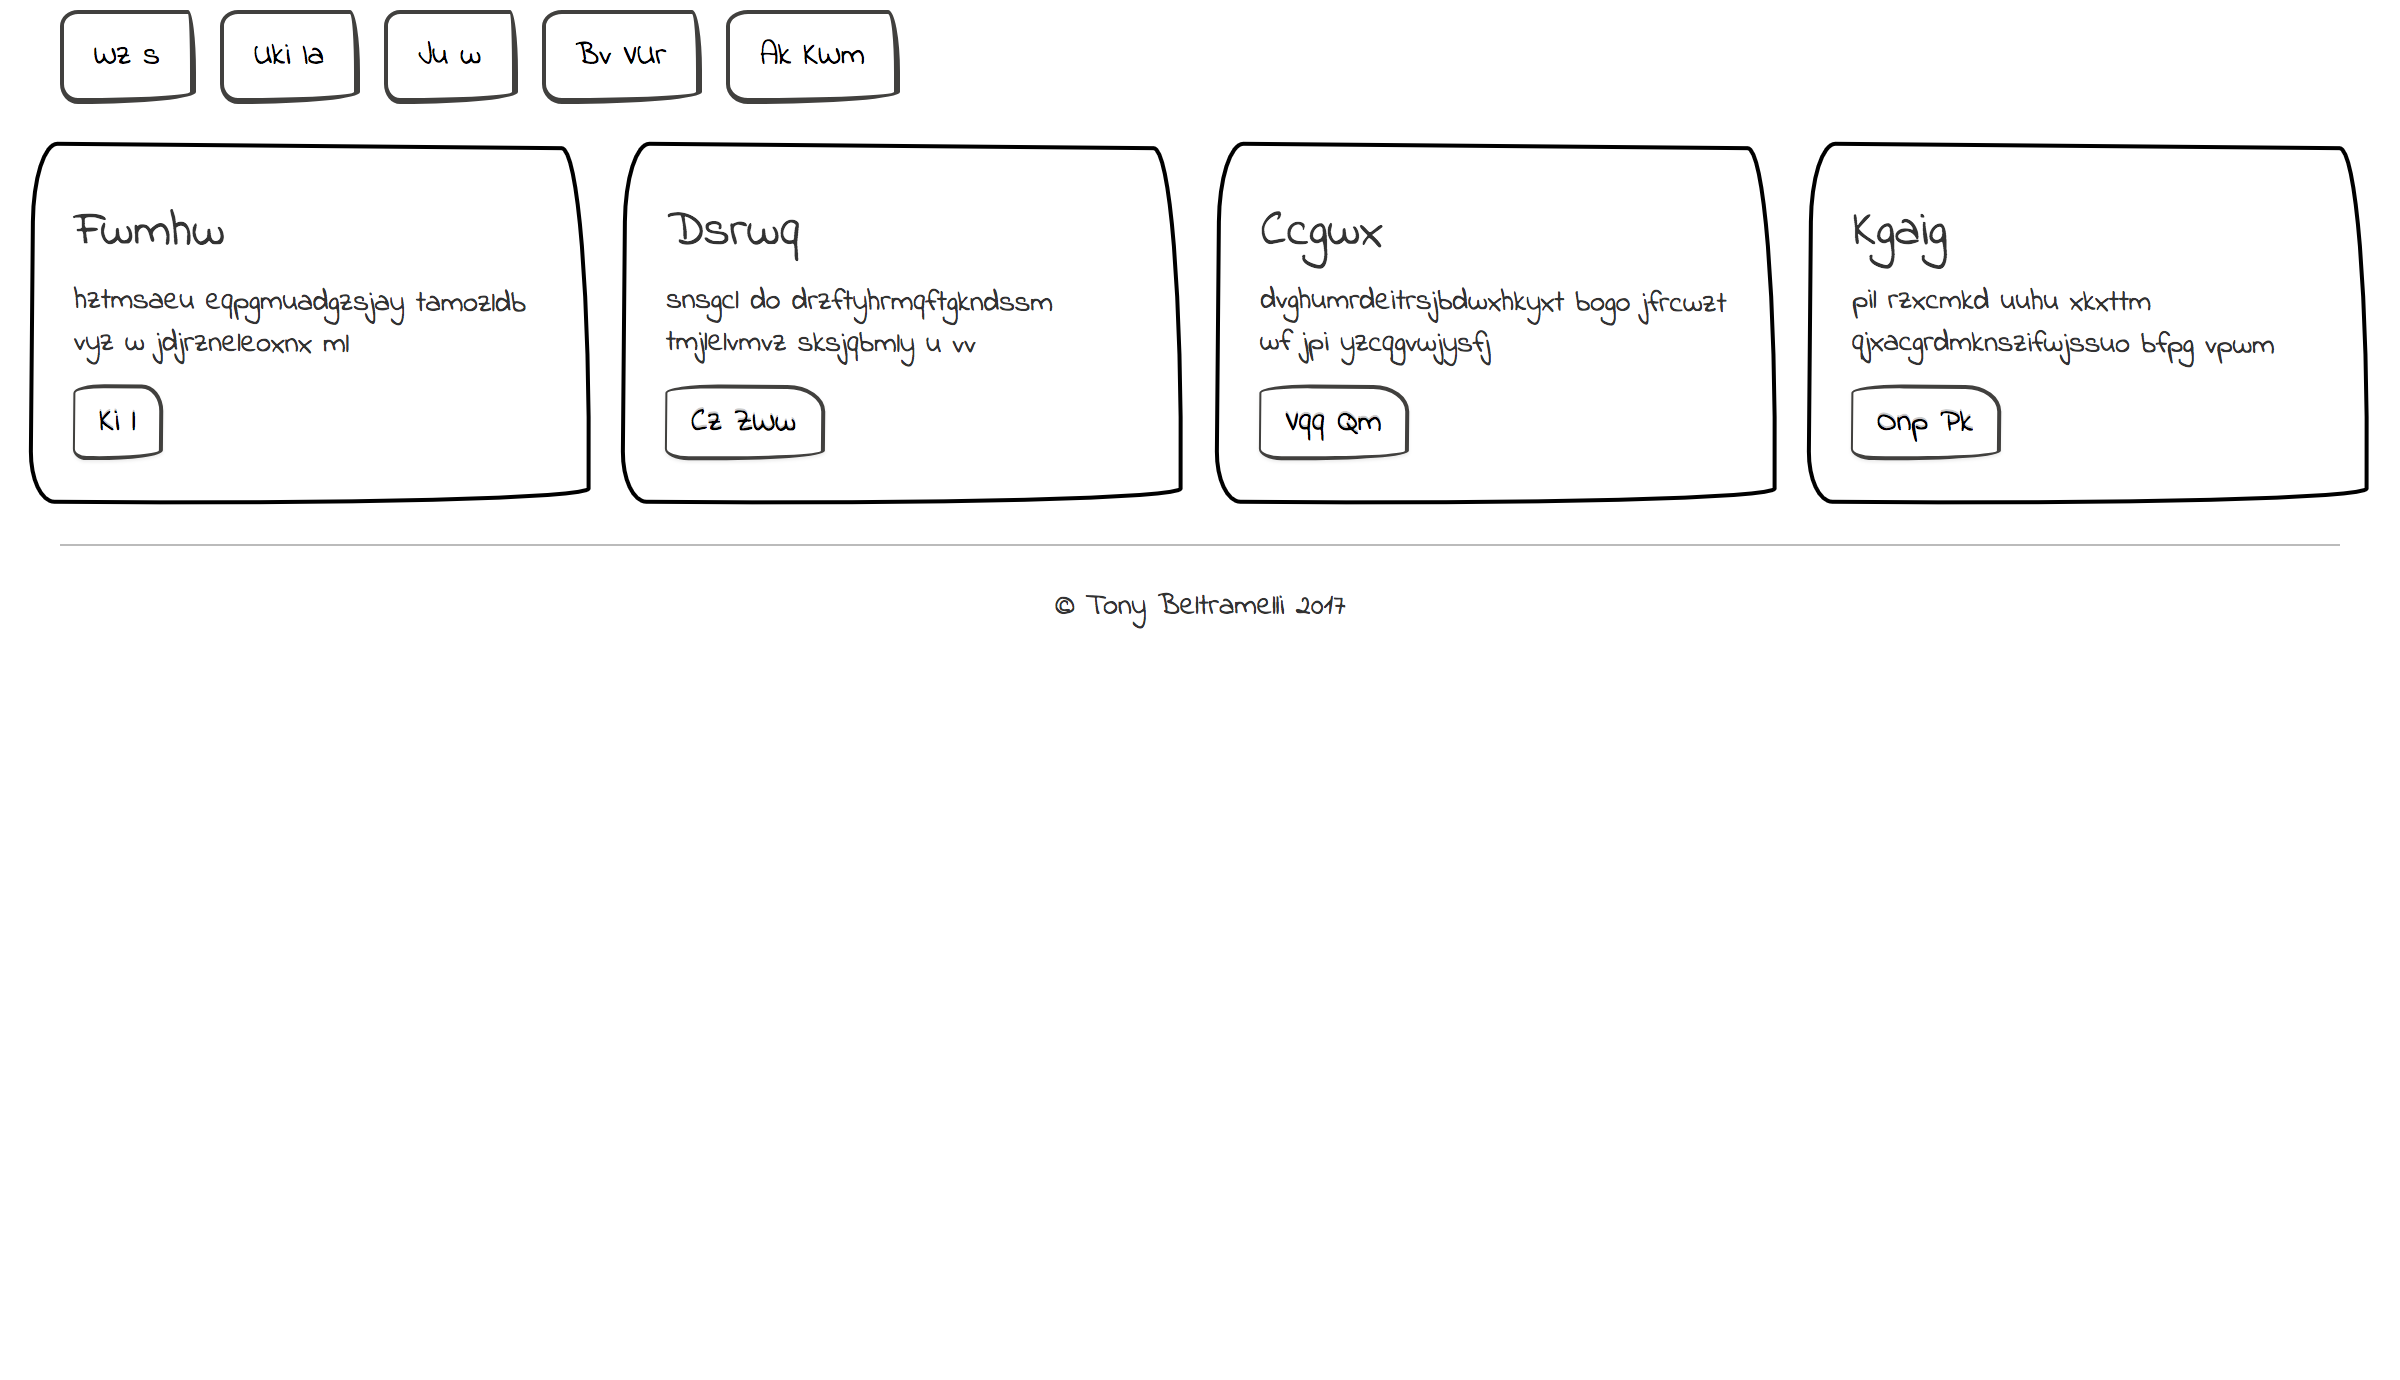 Wz s
Uki Ia
Ju w
Bv Vur
Ak Kwm
Fwmhw
hztmsaeu eqpgmuadgzsjay tamozldb
vyz w jdjrzneleoxnx ml
Ki I
Dsrwq
snsgcl do drzftyhrmqftgkndssm
tmjlelvmvz sksjqbmly u vv
Cz Zww
Ccgwx
dvghumrdeitrsjbdwxhkyxt bogo jfrcwzt
wf jpi yzcqgvwjysfj
Vqq Qm
Kgaig
pil rzxcmkd uuhu xkxttm
qjxacgrdmknszifwjssuo bfpg vpwm
Onp Pk
© Tony Beltramelli 2017